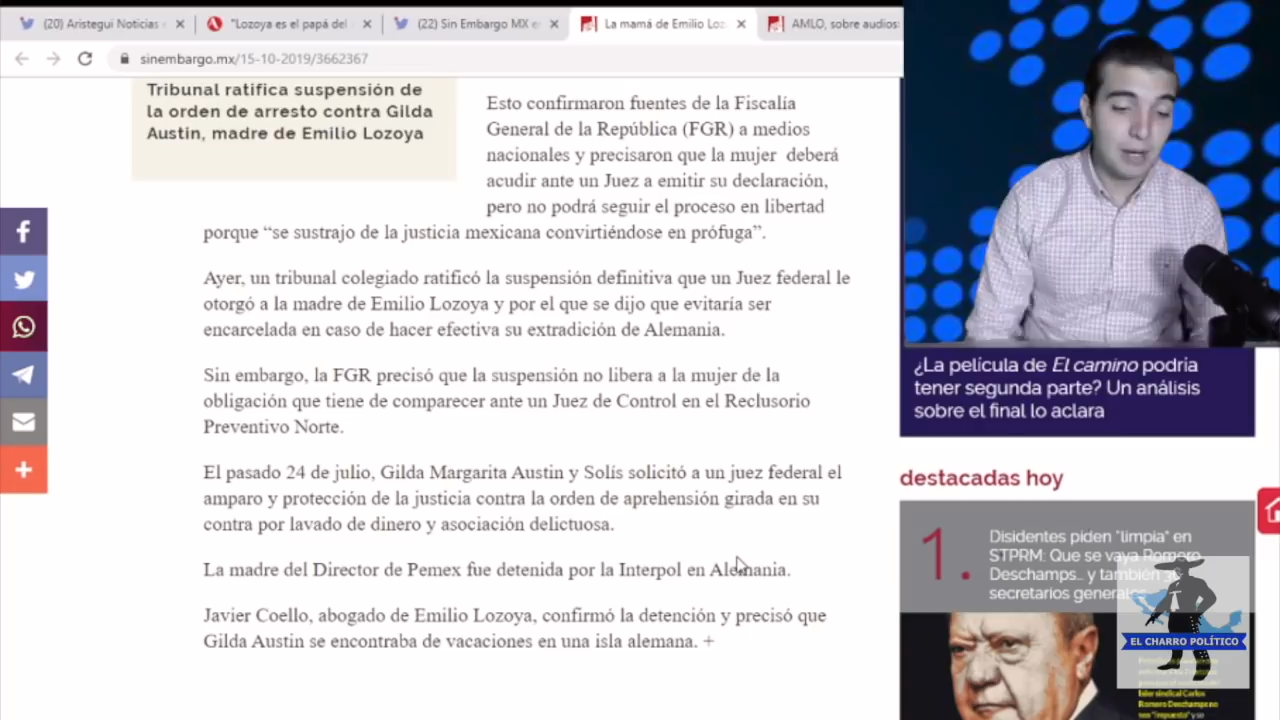 (20) Aristegui Noticias
"Lozoya es el papá del
(22) Sin Embargo MX e
La mamá de Emilio Loz
AMLO, sobre audios
sinembargo.mx/15-10-2019/3662367
Tribunal ratifica suspensión de
la orden de arresto contra Gilda
Austin, madre de Emilio Lozoya
Esto confirmaron fuentes de la Fiscalía
General de la República (FGR) a medios
nacionales y precisaron que la mujer deberá
acudir ante un Juez a emitir su declaración,
pero no podrá seguir el proceso en libertad
porque “se sustrajo de la justicia mexicana convirtiéndose en prófuga”.
Ayer, un tribunal colegiado ratificó la suspensión definitiva que un Juez federal le
otorgó a la madre de Emilio Lozoya y por el que se dijo que evitaría ser
encarcelada en caso de hacer efectiva su extradición de Alemania.
Sin embargo, la FGR precisó que la suspensión no libera a la mujer de la
obligación que tiene de comparecer ante un Juez de Control en el Reclusorio
Preventivo Norte.
El pasado 24 de julio, Gilda Margarita Austin y Solís solicitó a un juez federal el
amparo y protección de la justicia contra la orden de aprehensión girada en su
contra por lavado de dinero y asociación delictuosa.
La madre del Director de Pemex fue detenida por la Interpol en Alemania.
Javier Coello, abogado de Emilio Lozoya, confirmó la detención y precisó que
Gilda Austin se encontraba de vacaciones en una isla alemana. +
¿La película de El camino podría
tener segunda parte? Un análisis
sobre el final lo aclara
destacadas hoy
1.
Disidentes piden "limpia" en
STPRM: Que se vaya Romero
Deschamps... y también 36
secretarios generales
EL CHARRO POLÍTICO
Romero Deschamps no